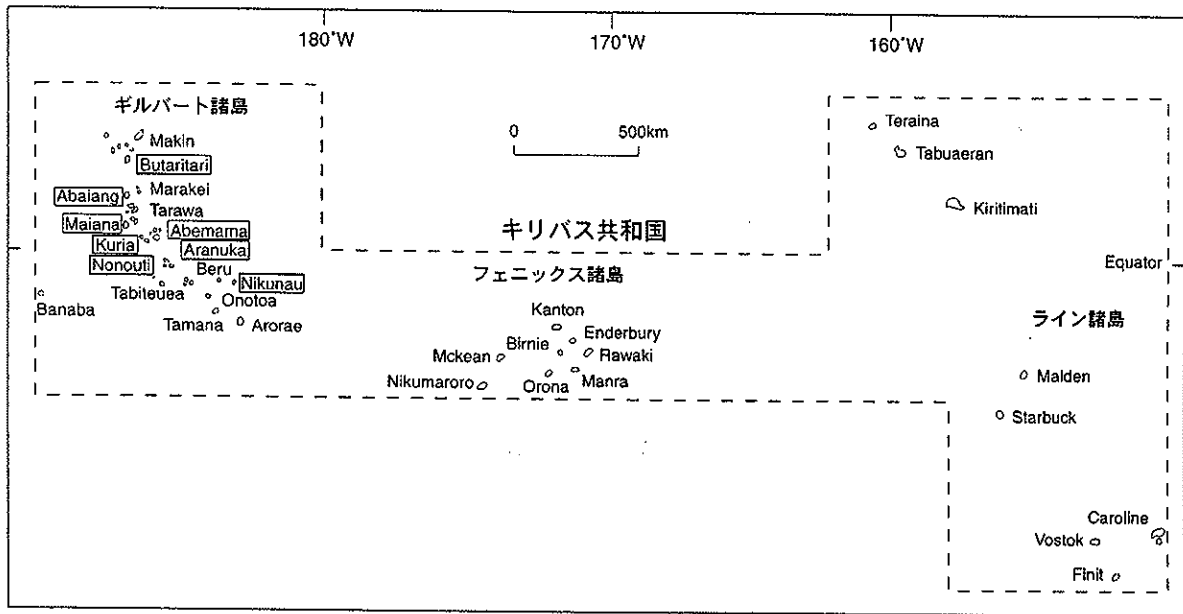 180°W
170°W
160°W
ギルバート諸島
Makin
Butaritari
Abaiang
Marakei
Tarawa
Maiana
Abemama
Kuria
Aranuka
Nonouti
Beru
Nikunau
Tabiteuea
Onotoa
Banaba
Tamana
Arorae
0 500km
キリバス共和国
フェニックス諸島
Kanton
Enderbury
Birnie
Mckean
Rawaki
Nikumaroro
Orona
Manra
Teraina
Tabuaeran
Kiritimati
Equator
ライン諸島
Malden
Starbuck
Caroline
Vostok
Flnit